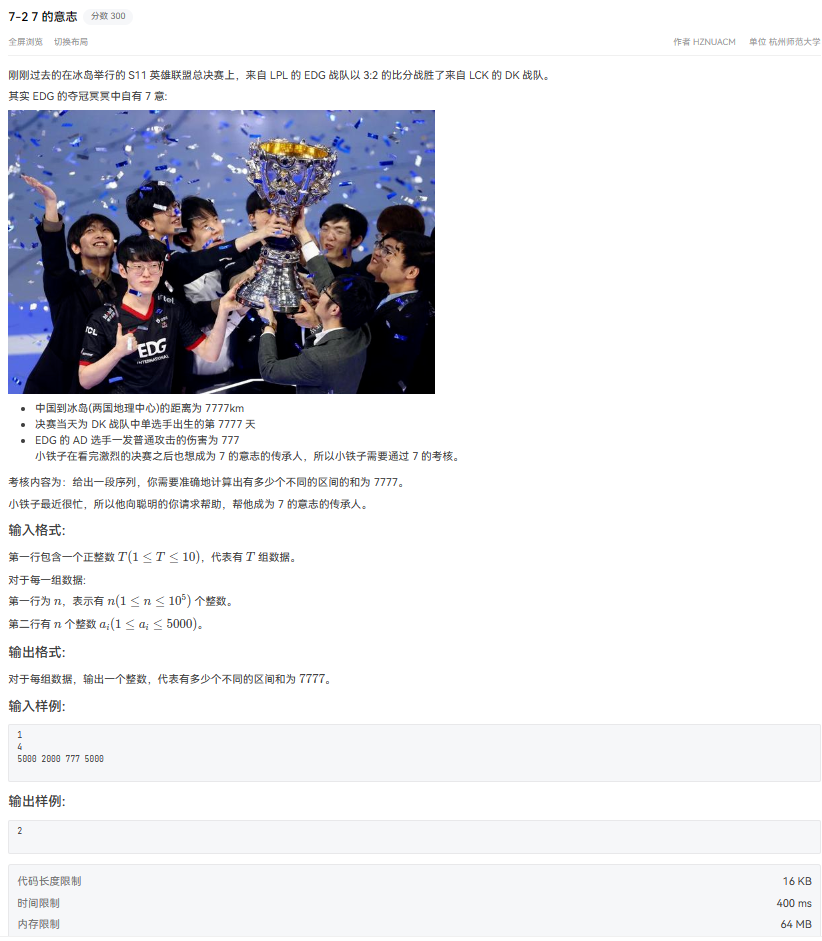 7-2 7 的意志 分数 300
全屏浏览 切换布局 作者 HZNUACM 单位 杭州师范大学
刚刚过去的在冰岛举行的 S11 英雄联盟总决赛上，来自 LPL 的 EDG 战队以 3:2 的比分战胜了来自 LCK 的 DK 战队。
其实 EDG 的夺冠冥冥中自有 7 意:
EDG
INTERNATIONAL
intel
TCL
中国到冰岛(两国地理中心)的距离为 7777km
决赛当天为 DK 战队中单选手出生的第 7777 天
EDG 的 AD 选手一发普通攻击的伤害为 777
小铁子在看完激烈的决赛之后也想成为 7 的意志的传承人，所以小铁子需要通过 7 的考核。
考核内容为：给出一段序列，你需要准确地计算出有多少个不同的区间的和为 7777。
小铁子最近很忙，所以他向聪明的你请求帮助，帮他成为 7 的意志的传承人。
输入格式:
第一行包含一个正整数 T(1 ≤ T ≤ 10)，代表有 T 组数据。
对于每一组数据:
第一行为 n，表示有 n(1 ≤ n ≤ 10⁵) 个整数。
第二行有 n 个整数 aᵢ(1 ≤ aᵢ ≤ 5000)。
输出格式:
对于每组数据，输出一个整数，代表有多少个不同的区间和为 7777。
输入样例:
1
4
5000 2000 777 5000
输出样例:
2
代码长度限制 16 KB
时间限制 400 ms
内存限制 64 MB